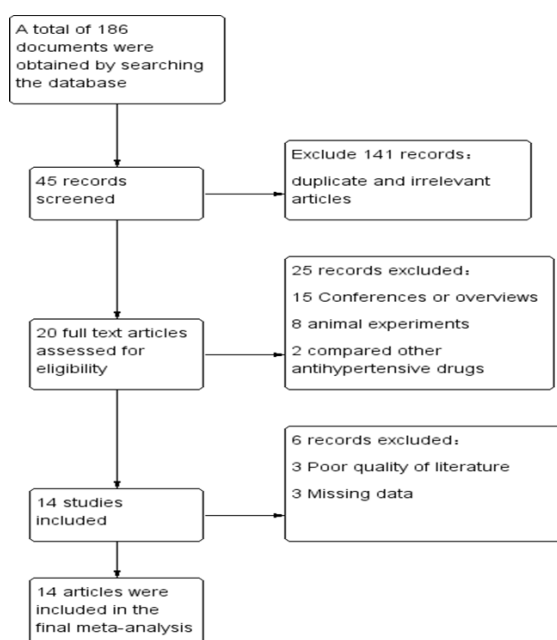 A total of 186
documents were
obtained by searching
the database
45 records
screened
Exclude 141 records:
duplicate and irrelevant
articles
20 full text articles
assessed for
eligibility
25 records excluded:
15 Conferences or overviews
8 animal experiments
2 compared other
antihypertensive drugs
14 studies
included
6 records excluded:
3 Poor quality of literature
3 Missing data
14 articles were
included in the
final meta-analysis